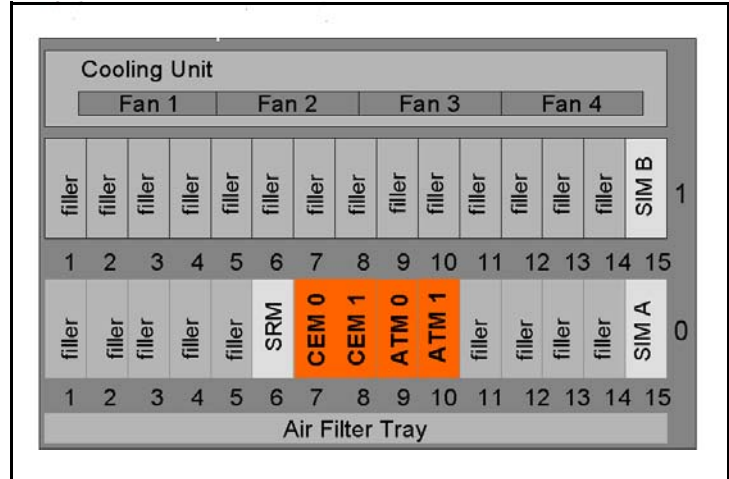 Cooling Unit
Fan 1 Fan 2 Fan 3 Fan 4
filler filler filler filler filler filler filler filler filler filler filler filler filler filler SIM B 1
1 2 3 4 5 6 7 8 9 10 11 12 13 14 15
filler filler filler filler filler SRM CEM 0 CEM 1 ATM 0 ATM 1 filler filler filler filler SIM A 0
1 2 3 4 5 6 7 8 9 10 11 12 13 14 15
Air Filter Tray